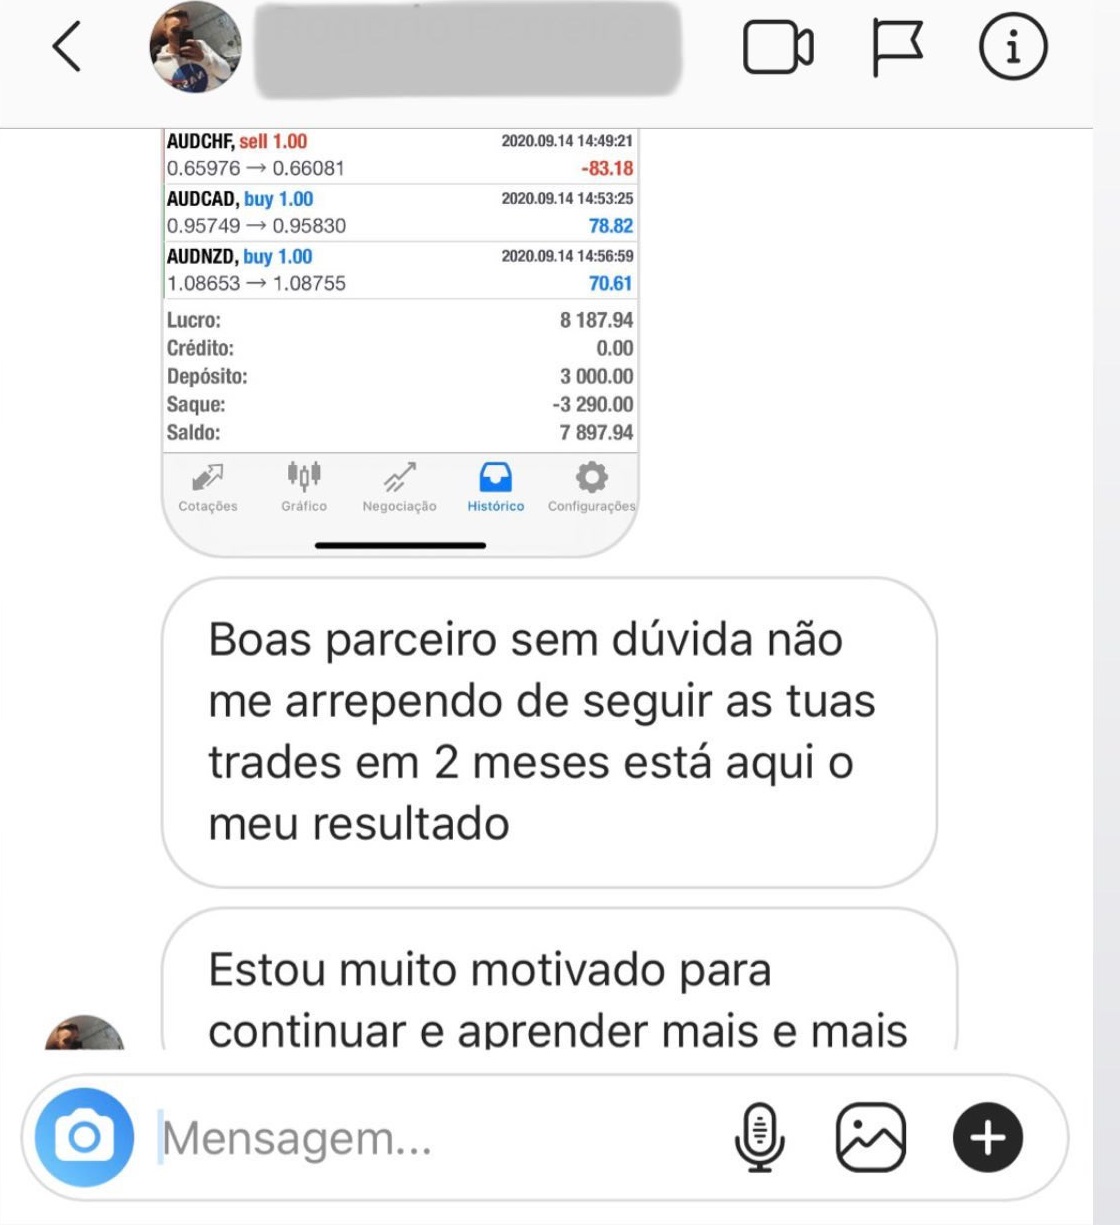 AUDCHF, sell 1.00 2020.09.14 14:49:21
0.65976 → 0.66081 -83.18
AUDCAD, buy 1.00 2020.09.14 14:53:25
0.95749 → 0.95830 78.82
AUDNZD, buy 1.00 2020.09.14 14:56:59
1.08653 → 1.08755 70.61
Lucro: 8 187.94
Crédito: 0.00
Depósito: 3 000.00
Saque: -3 290.00
Saldo: 7 897.94
Cotações Gráfico Negociação Histórico Configurações
Boas parceiro sem dúvida não
me arrependo de seguir as tuas
trades em 2 meses está aqui o
meu resultado
Estou muito motivado para
continuar e aprender mais e mais
Mensagem...